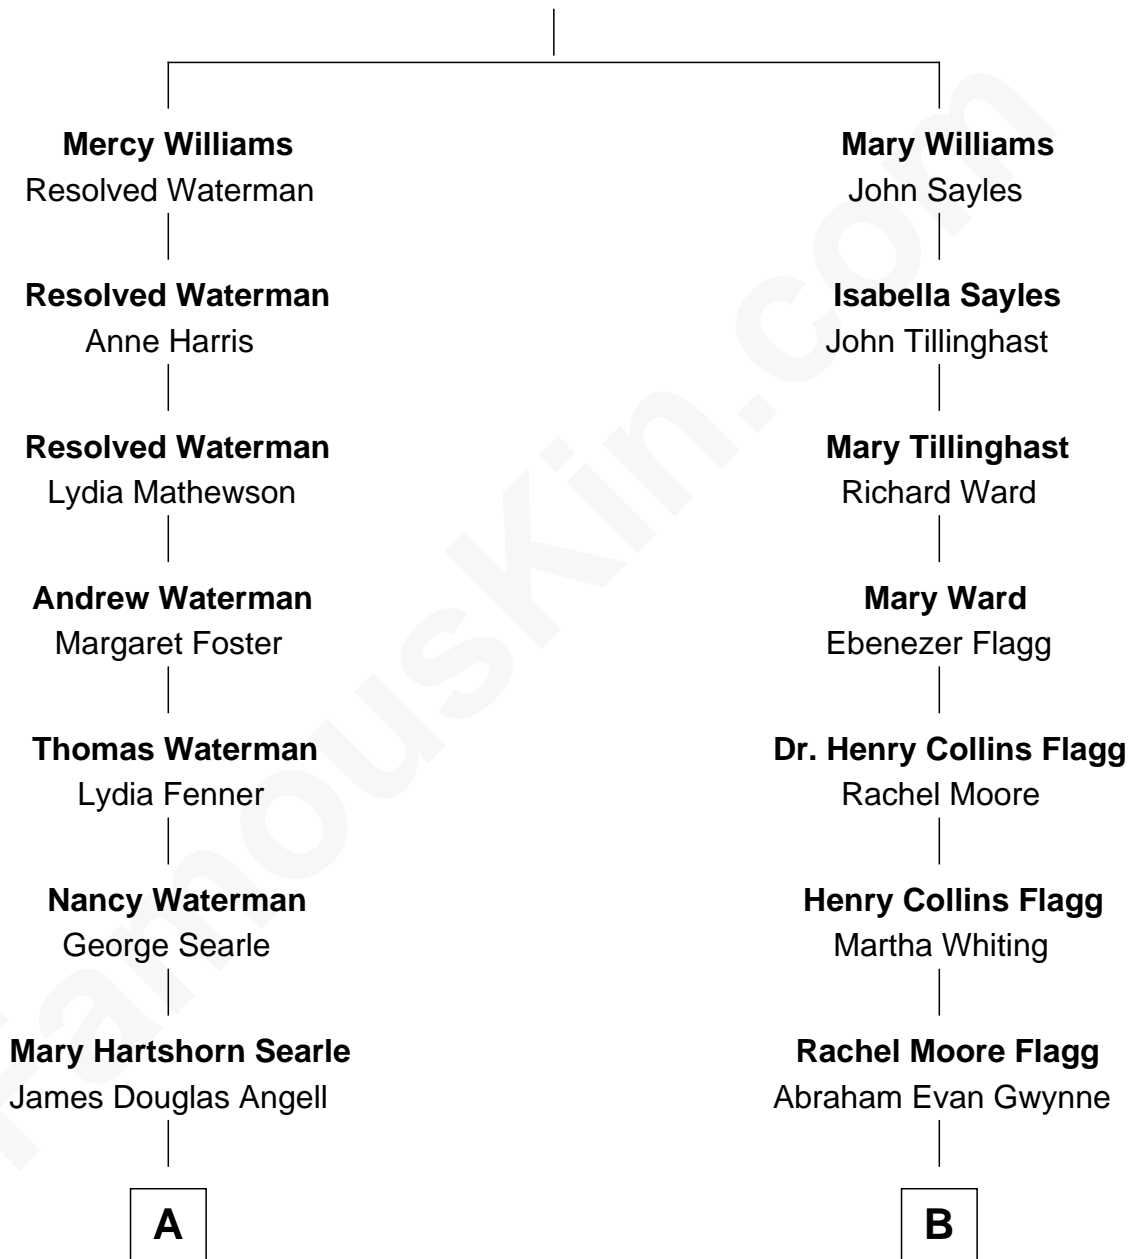 Mercy Williams
Resolved Waterman
Resolved Waterman
Anne Harris
Resolved Waterman
Lydia Mathewson
Andrew Waterman
Margaret Foster
Thomas Waterman
Lydia Fenner
Nancy Waterman
George Searle
Mary Hartshorn Searle
James Douglas Angell
A
Mary Williams
John Sayles
Isabella Sayles
John Tillinghast
Mary Tillinghast
Richard Ward
Mary Ward
Ebenezer Flagg
Dr. Henry Collins Flagg
Rachel Moore
Henry Collins Flagg
Martha Whiting
Rachel Moore Flagg
Abraham Evan Gwynne
B
FamousKin.com